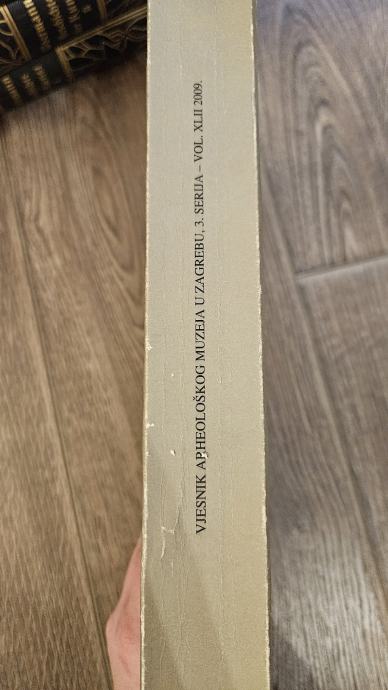 VJESNIK ARHEOLOŠKOG MUZEJA U ZAGREBU, 3. SERIJA – VOL. XLII 2009.